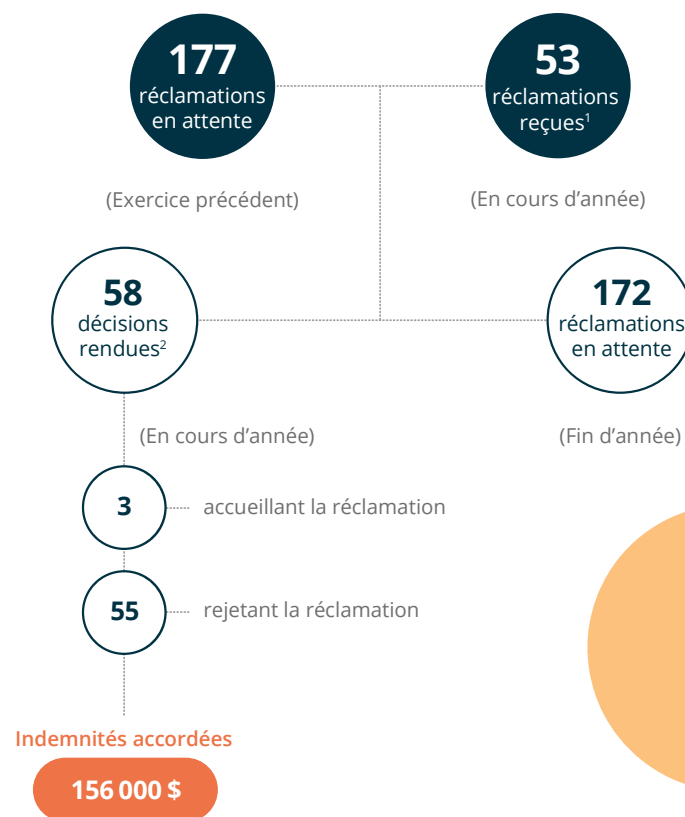 177
réclamations
en attente
53
réclamations
reçues¹
(Exercice précédent)
(En cours d'année)
58
décisions
rendues²
172
réclamations
en attente
(En cours d'année)
(Fin d'année)
3
accueillant la réclamation
55
rejetant la réclamation
Indemnités accordées
156 000 $